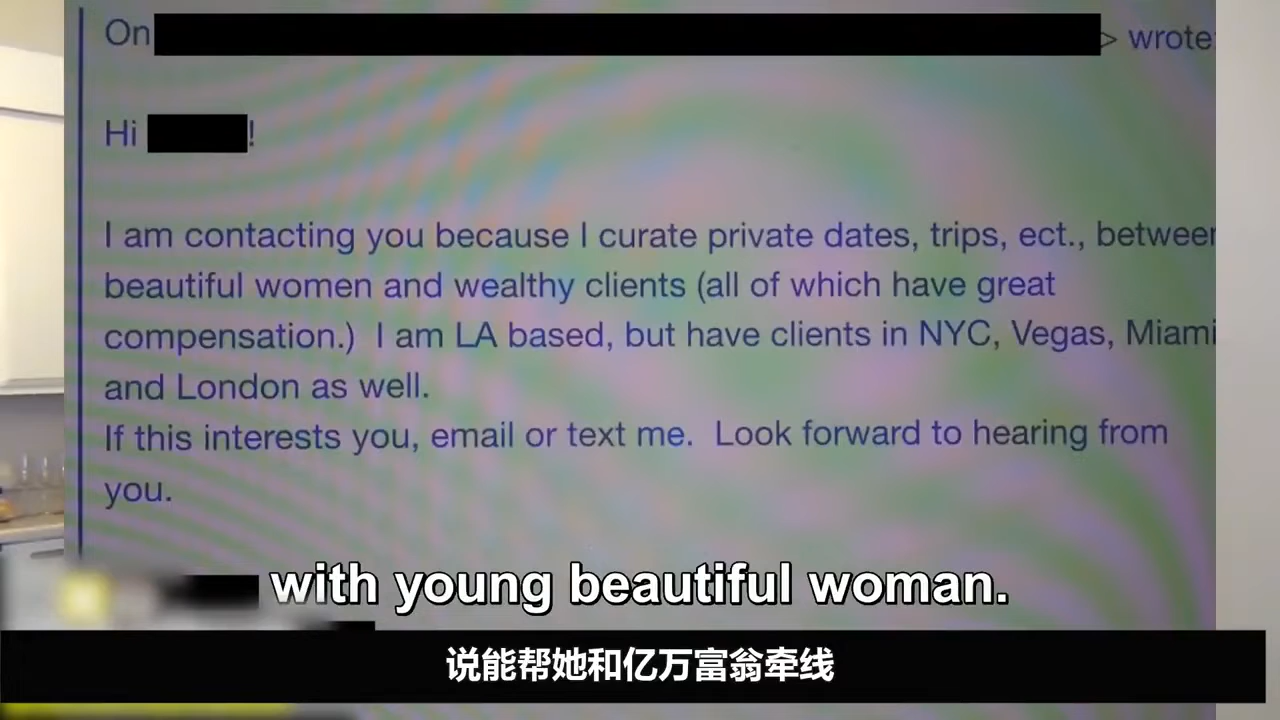 On > wrote:
Hi !
I am contacting you because I curate private dates, trips, ect., between
beautiful women and wealthy clients (all of which have great
compensation.) I am LA based, but have clients in NYC, Vegas, Miami
and London as well.
If this interests you, email or text me. Look forward to hearing from
you.
with young beautiful woman.
说能帮她和亿万富翁牵线